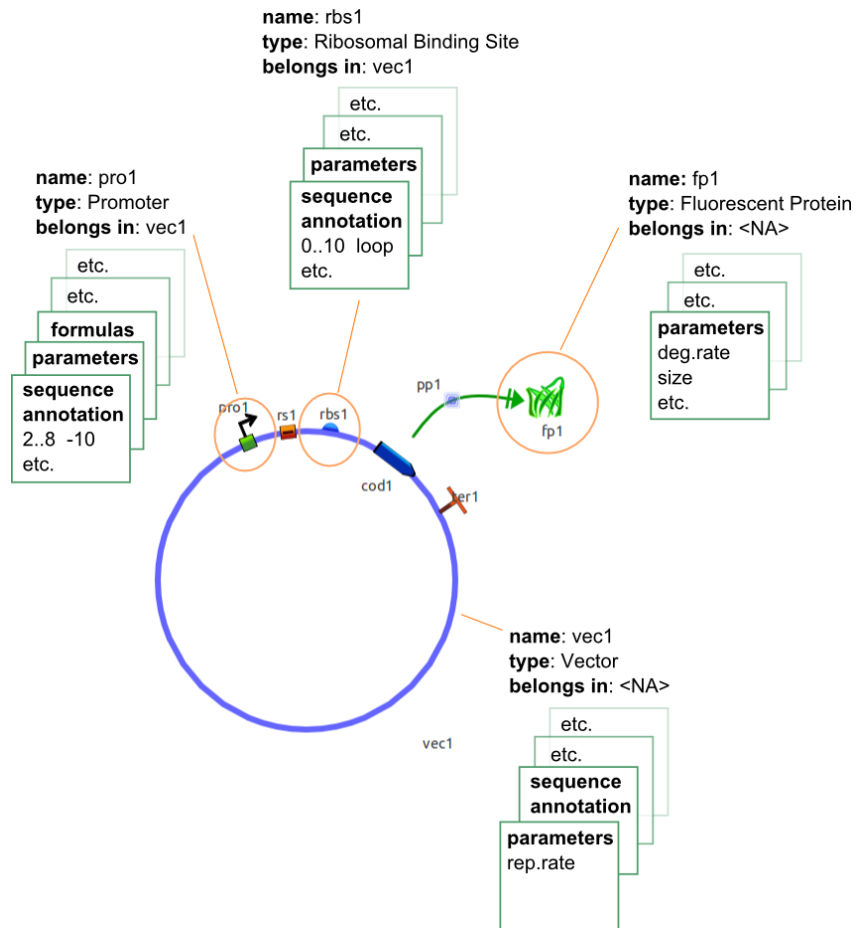 name: rbs1
type: Ribosomal Binding Site
belongs in: vec1
etc.
etc.
parameters
sequence
annotation
0..10 loop
etc.
name: pro1
type: Promoter
belongs in: vec1
etc.
etc.
formulas
parameters
sequence
annotation
2..8 -10
etc.
name: fp1
type: Fluorescent Protein
belongs in: <NA>
etc.
etc.
parameters
deg.rate
size
etc.
pro1
rs1
rbs1
pp1
fp1
cod1
ter1
vec1
name: vec1
type: Vector
belongs in: <NA>
etc.
etc.
sequence
annotation
parameters
rep.rate